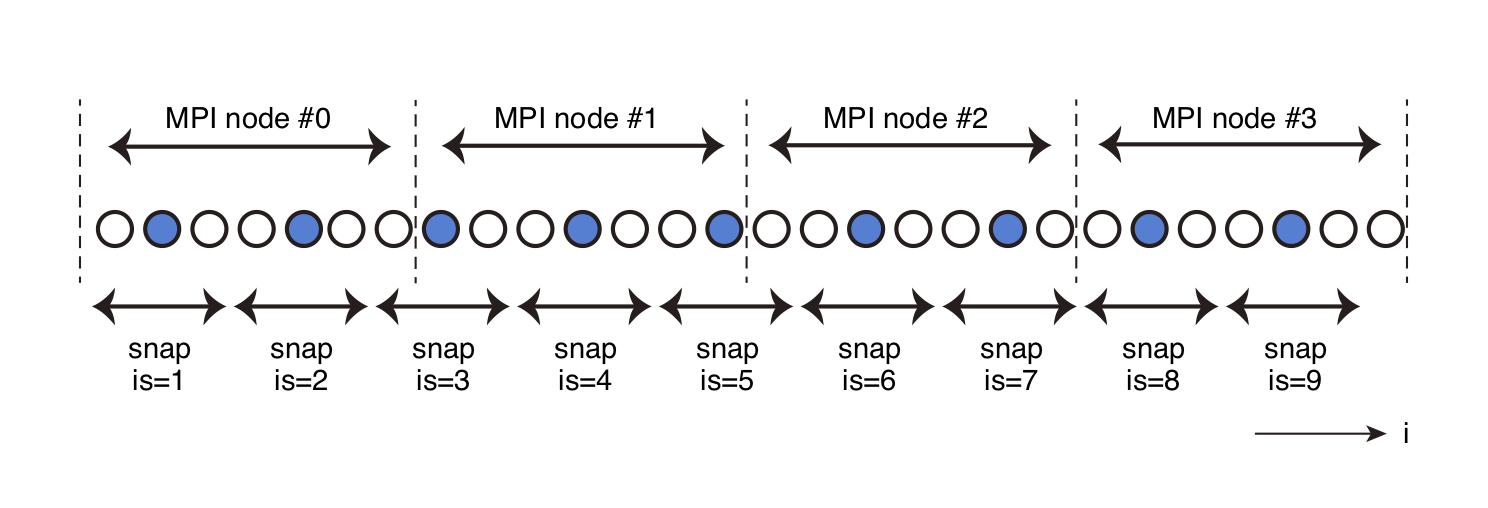 MPI node #0
MPI node #1
MPI node #2
MPI node #3
snap
is=1
snap
is=2
snap
is=3
snap
is=4
snap
is=5
snap
is=6
snap
is=7
snap
is=8
snap
is=9
i